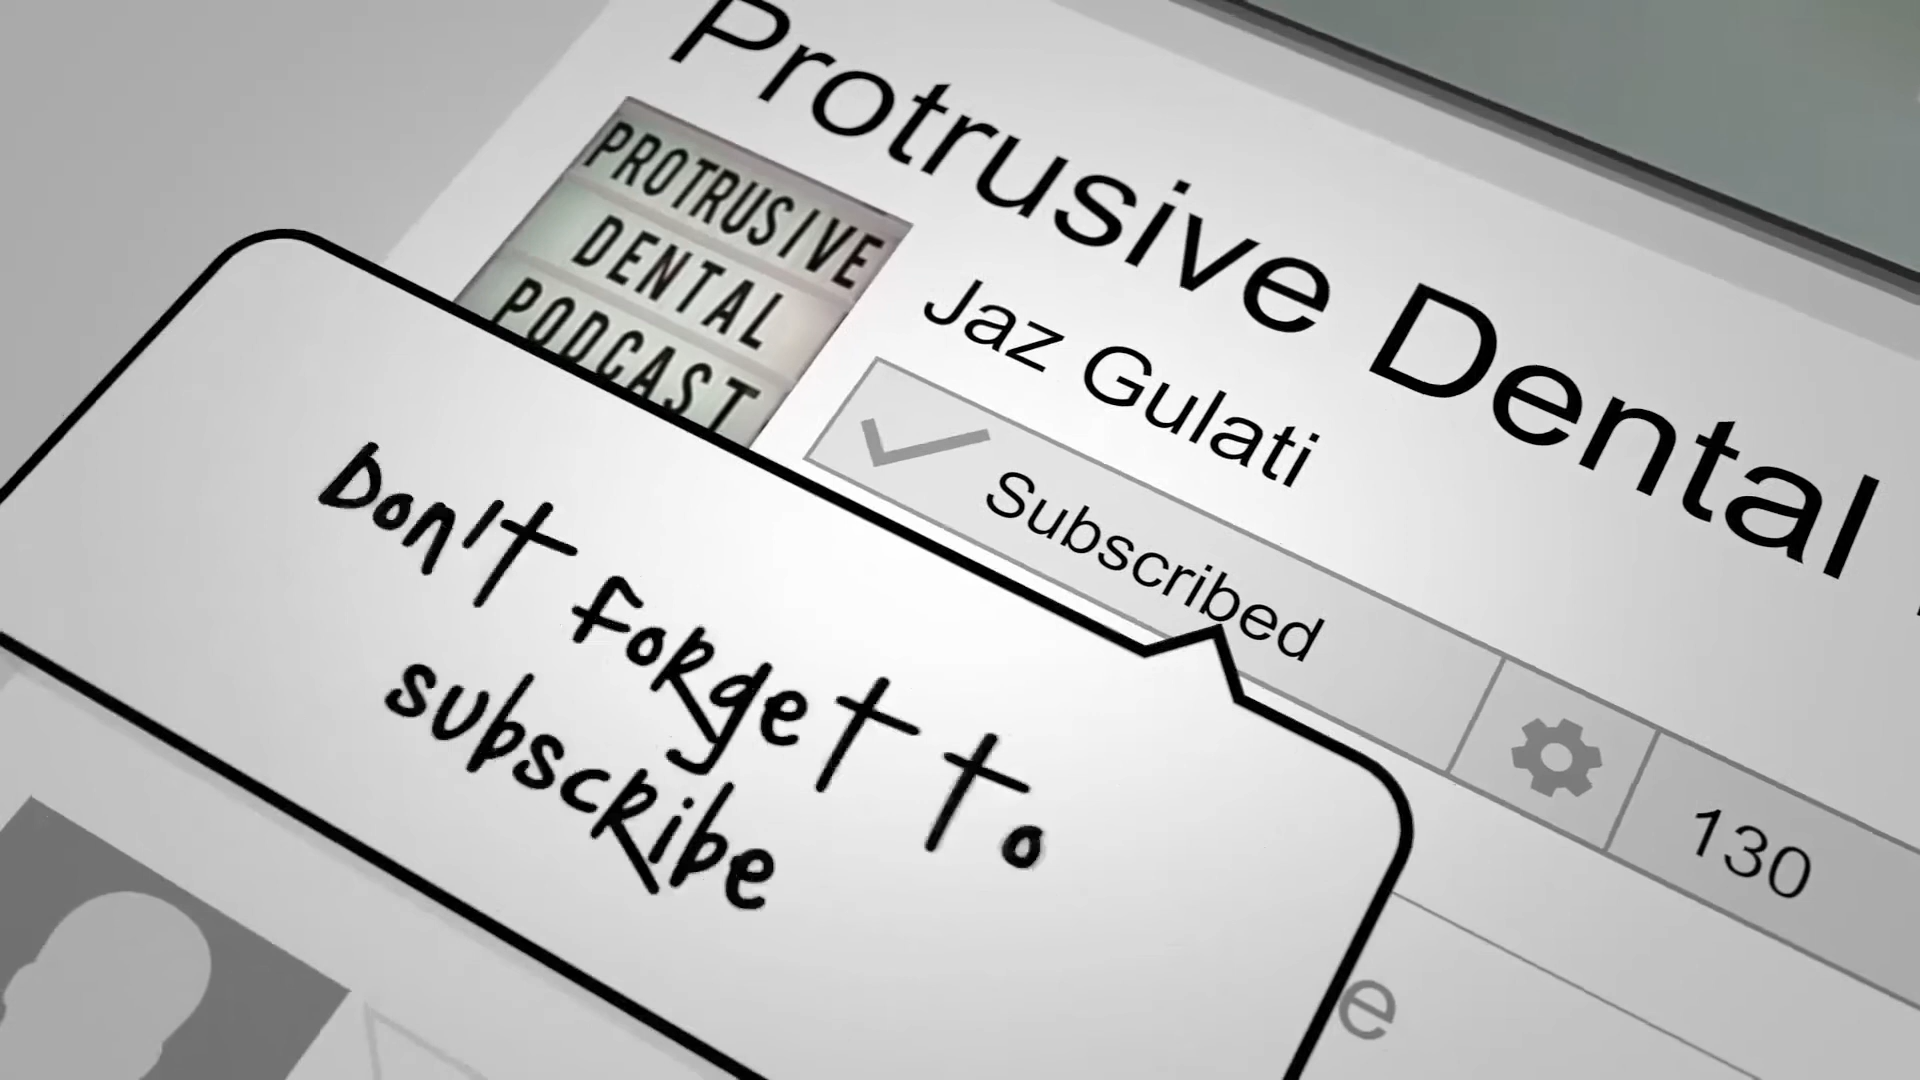 Protrusive Dental
PROTRUSIVE
DENTAL
PODCAST
Jaz Gulati
Subscribed
130
Don't forget to
subscribe
e